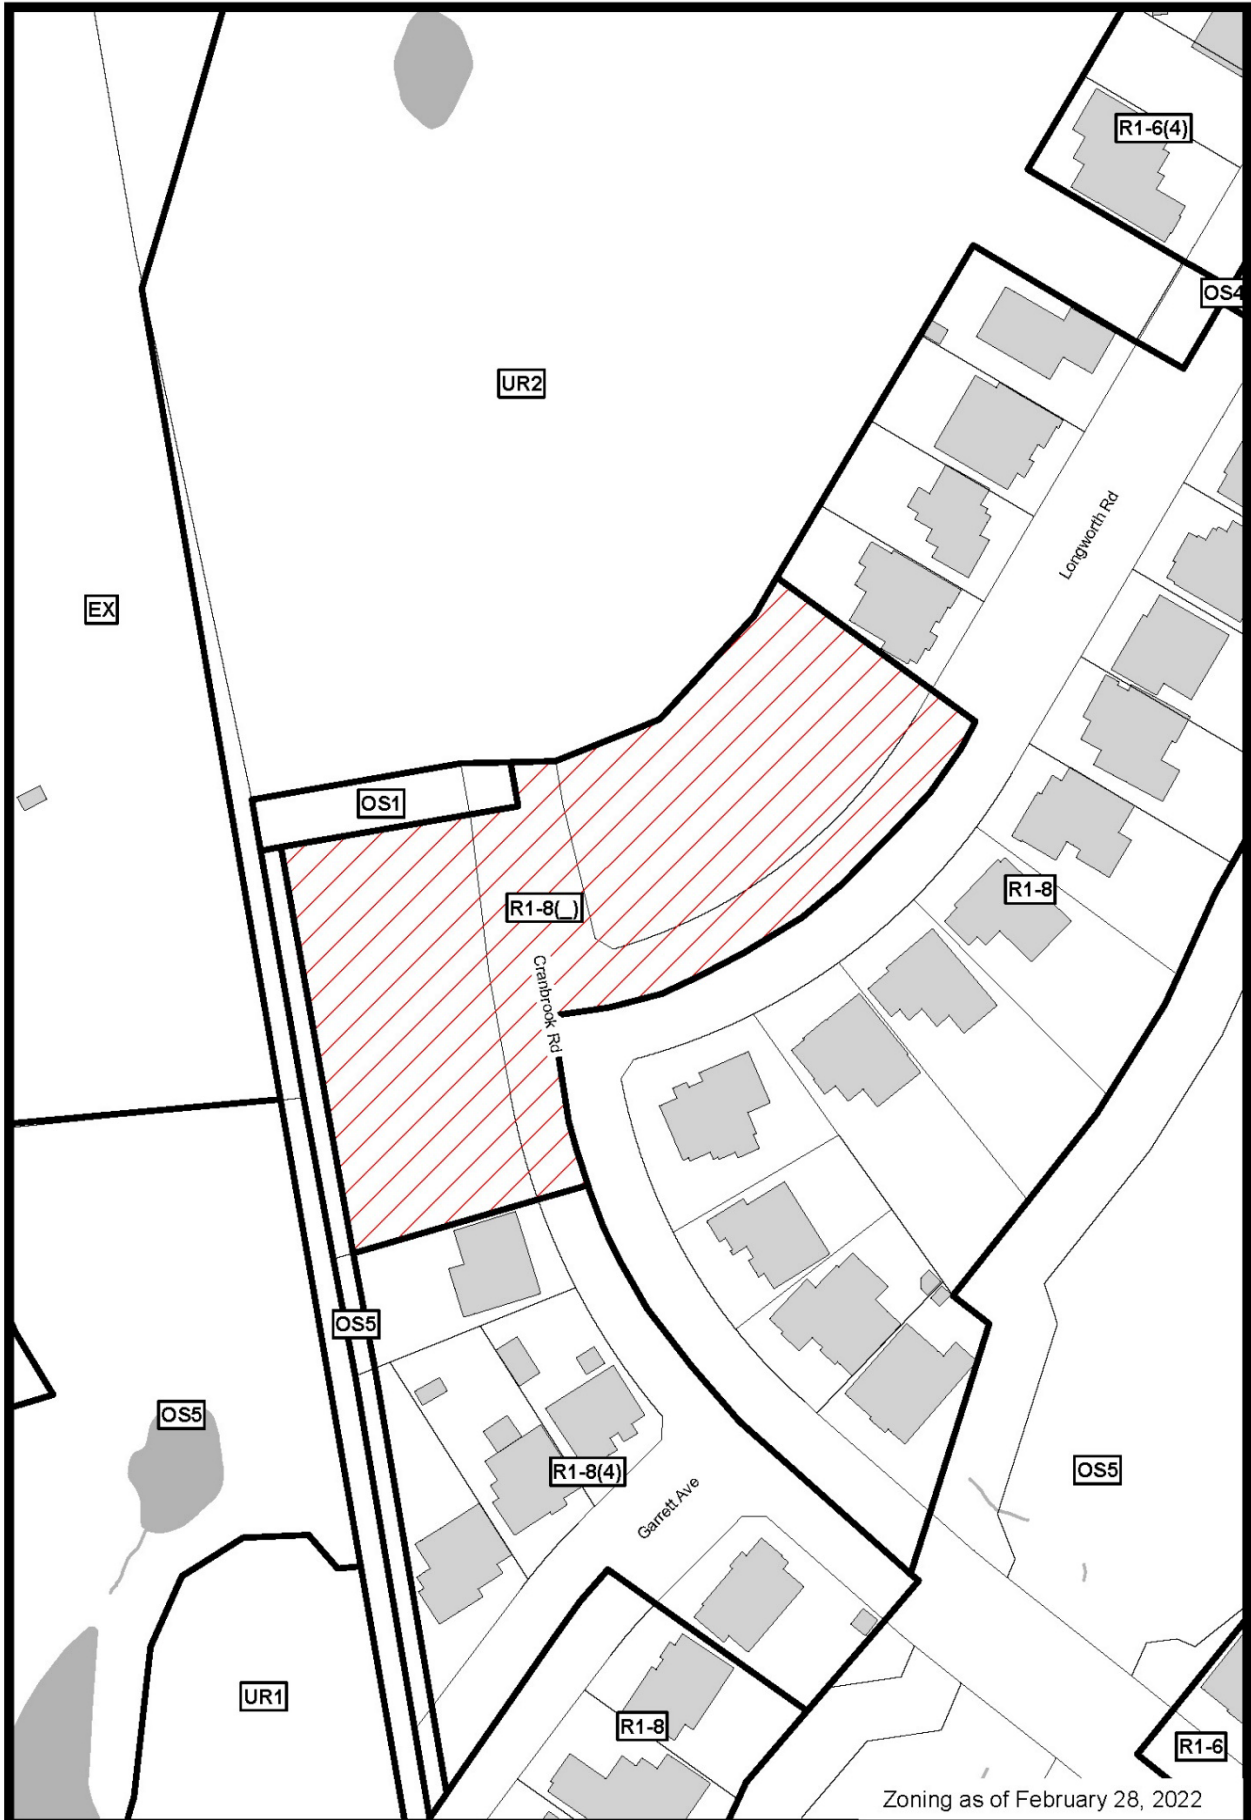 R1-6(4)
OS4
UR2
Longworth Rd
EX
OS1
R1-8
R1-8(_)
Cranbrook Rd
OS5
OS5
OS5
R1-8(4)
Garrett Ave
UR1
R1-8
R1-6
Zoning as of February 28, 2022